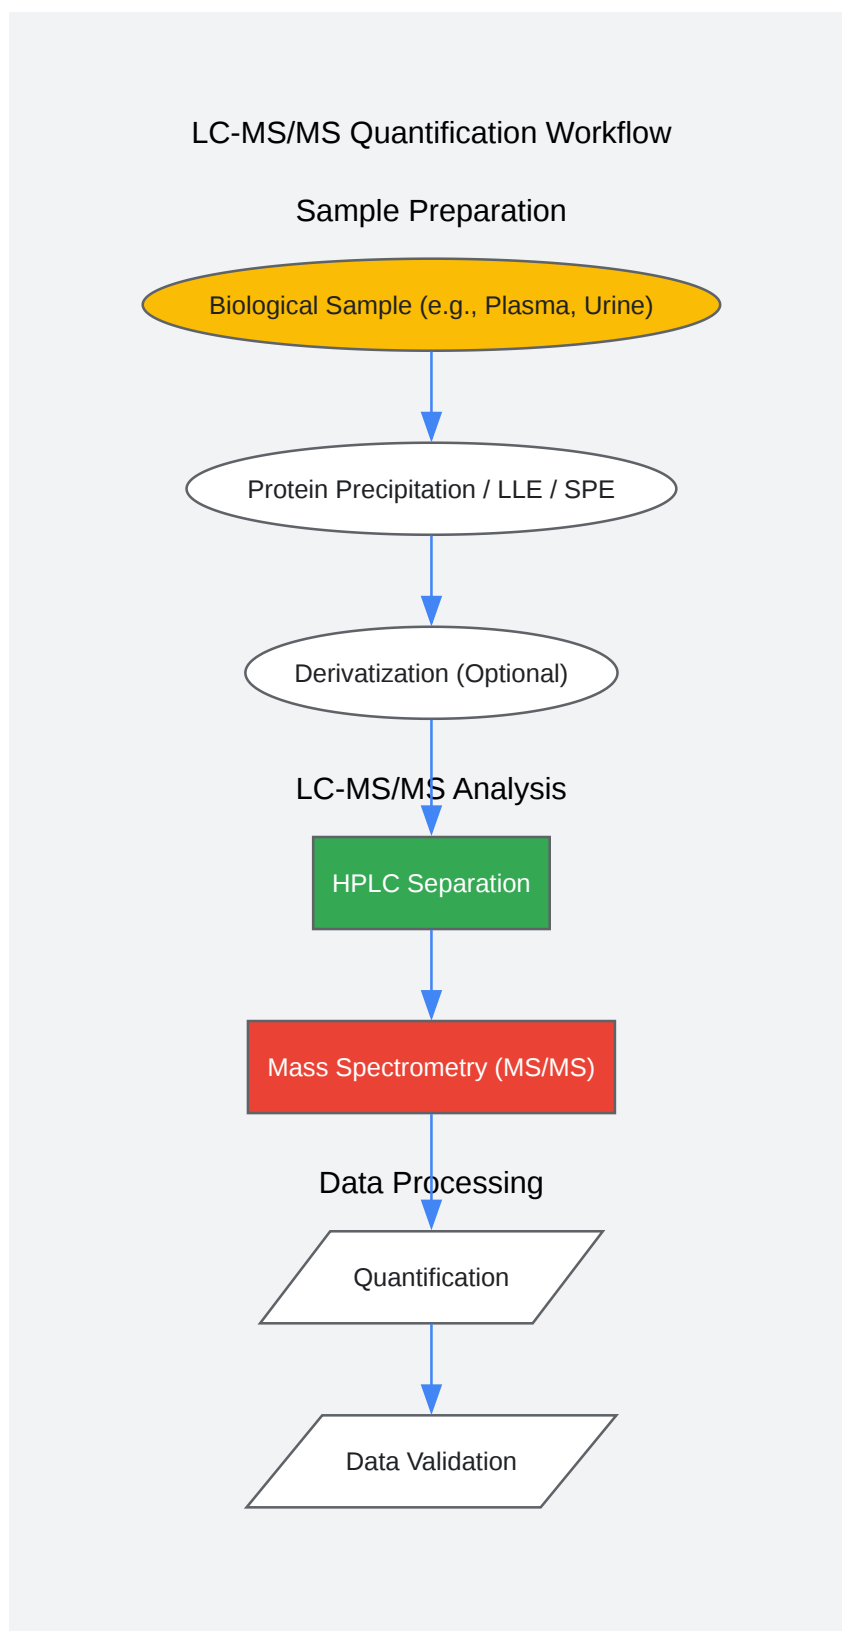 LC-MS/MS Quantification Workflow
Sample Preparation
Biological Sample (e.g., Plasma, Urine)
Protein Precipitation / LLE / SPE
Derivatization (Optional)
LC-MS/MS Analysis
HPLC Separation
Mass Spectrometry (MS/MS)
Data Processing
Quantification
Data Validation